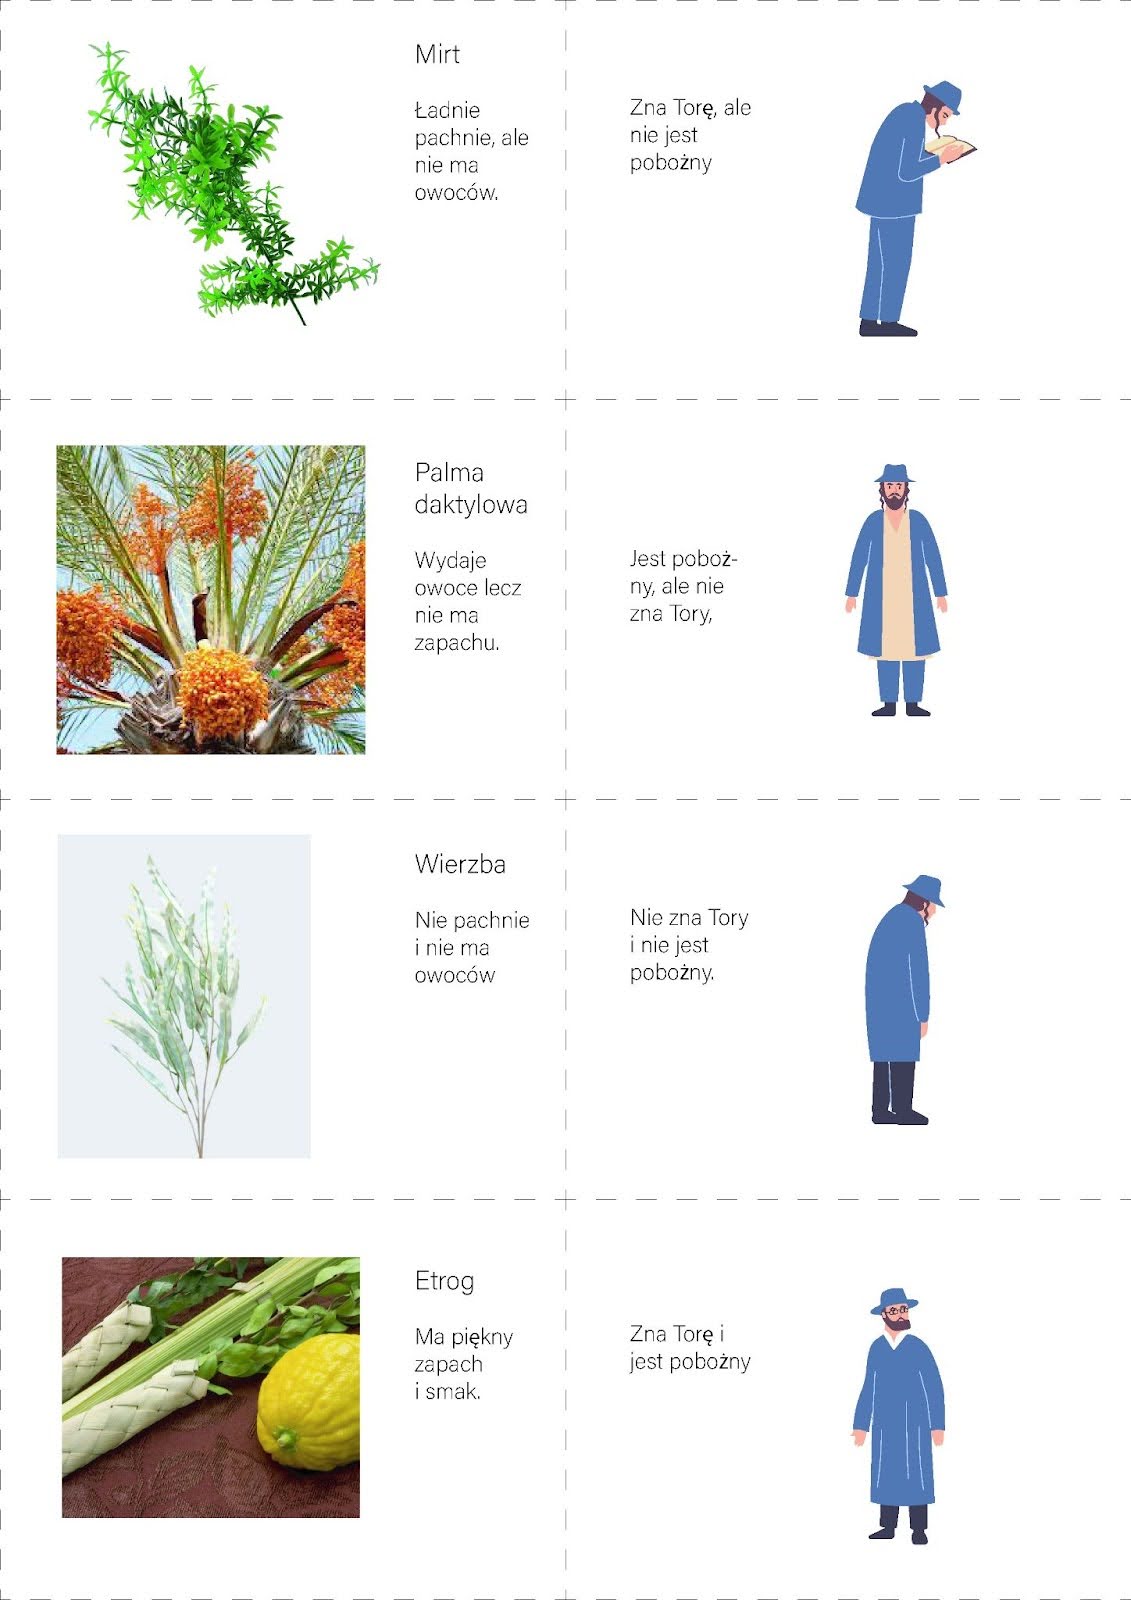 Mirt
Ładnie
pachnie, ale
nie ma
owoców.
Zna Torę, ale
nie jest
pobożny
Palma
daktylowa
Wydaje
owoce lecz
nie ma
zapachu.
Jest poboż-
ny, ale nie
zna Tory,
Wierzba
Nie pachnie
i nie ma
owoców
Nie zna Tory
i nie jest
pobożny.
Etrog
Ma piękny
zapach
i smak.
Zna Torę i
jest pobożny